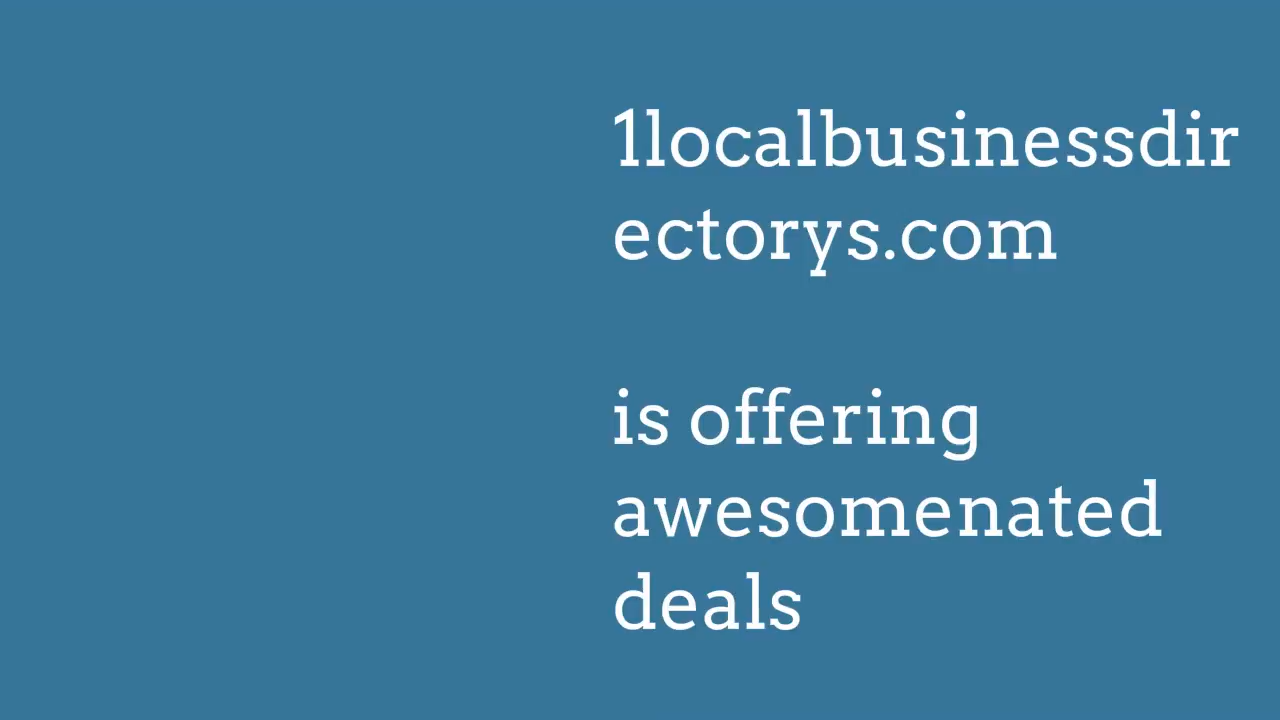 1localbusinessdir
ectorys.com
is offering
awesomenated
deals